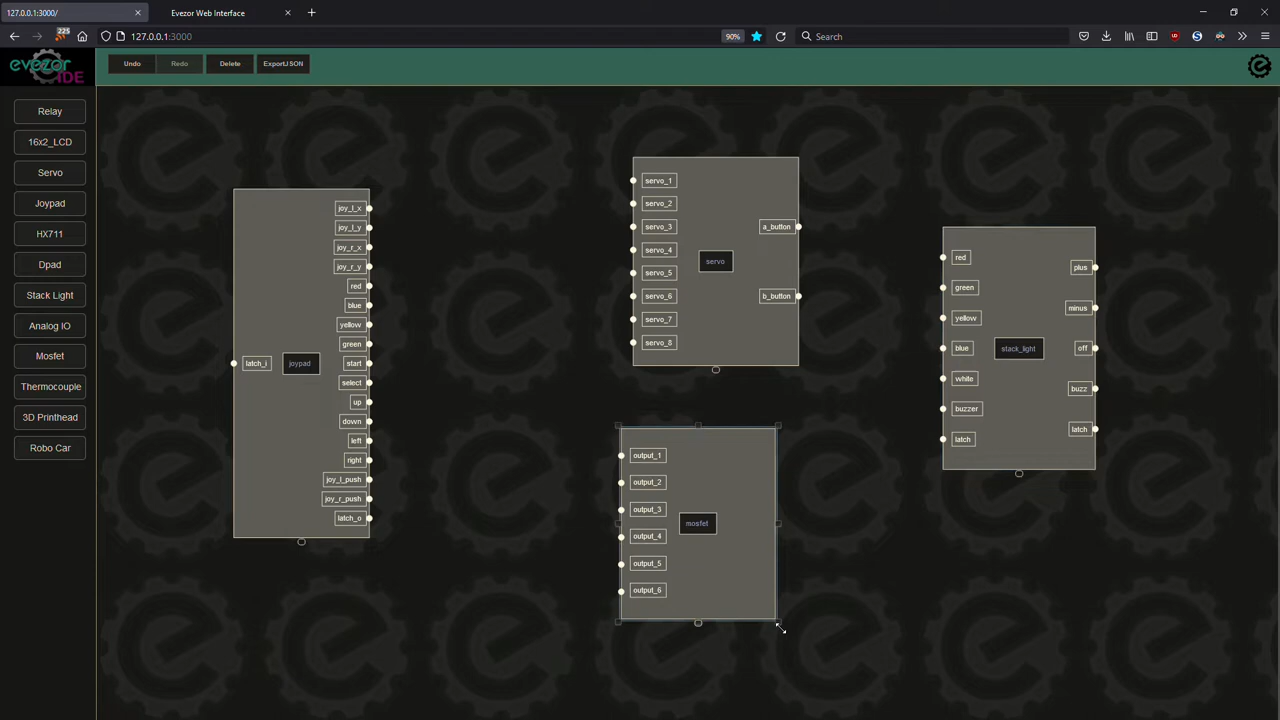 127.0.0.1:3000/
Evezor Web Interface
225
127.0.0.1:3000
90%
Search
evezor
IDE
Undo
Redo
Delete
ExportJSON
Relay
16x2_LCD
Servo
Joypad
HX711
Dpad
Stack Light
Analog IO
Mosfet
Thermocouple
3D Printhead
Robo Car
latch_i
joypad
joy_l_x
joy_l_y
joy_r_x
joy_r_y
red
blue
yellow
green
start
select
up
down
left
right
joy_l_push
joy_r_push
latch_o
servo_1
servo_2
servo_3
servo_4
servo_5
servo_6
servo_7
servo_8
servo
a_button
b_button
output_1
output_2
output_3
output_4
output_5
output_6
mosfet
red
green
yellow
blue
white
buzzer
latch
stack_light
plus
minus
off
buzz
latch